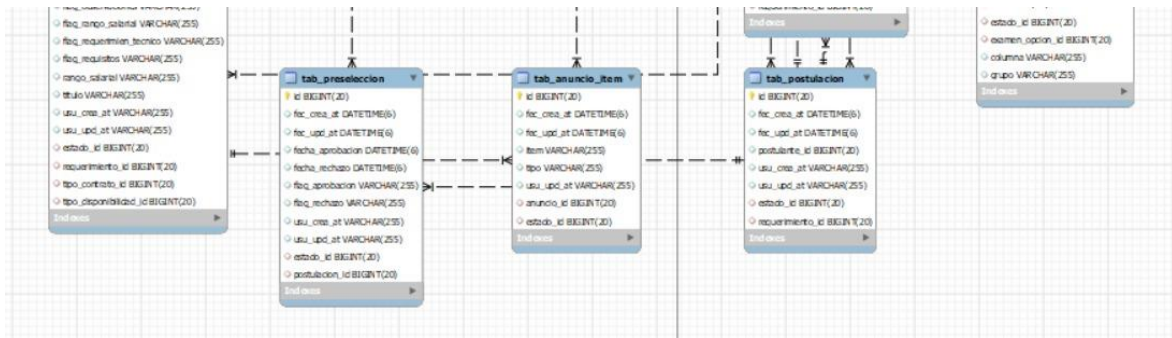 flag_rango_salarial VARCHAR(255)
flag_requerimien_tecnico VARCHAR(255)
flag_requisitos VARCHAR(255)
rango_salarial VARCHAR(255)
titulo VARCHAR(255)
usu_crea_at VARCHAR(255)
usu_upd_at VARCHAR(255)
estado_id BIGINT(20)
requerimiento_id BIGINT(20)
tipo_contrato_id BIGINT(20)
tipo_disponibilidad_id BIGINT(20)
Indexes
tab_preseleccion
id BIGINT(20)
fec_crea_at DATETIME(6)
fec_upd_at DATETIME(6)
fecha_aprobacion DATETIME(6)
fecha_rechazo DATETIME(6)
flag_aprobacion VARCHAR(255)
flag_rechazo VARCHAR(255)
usu_crea_at VARCHAR(255)
usu_upd_at VARCHAR(255)
estado_id BIGINT(20)
postulacion_id BIGINT(20)
Indexes
tab_anuncio_item
id BIGINT(20)
fec_crea_at DATETIME(6)
fec_upd_at DATETIME(6)
item VARCHAR(255)
tipo VARCHAR(255)
usu_upd_at VARCHAR(255)
anuncio_id BIGINT(20)
estado_id BIGINT(20)
Indexes
Indexes
tab_postulacion
id BIGINT(20)
fec_crea_at DATETIME(6)
fec_upd_at DATETIME(6)
postulante_id BIGINT(20)
usu_crea_at VARCHAR(255)
usu_upd_at VARCHAR(255)
estado_id BIGINT(20)
requerimiento_id BIGINT(20)
Indexes
estado_id BIGINT(20)
examen_opcion_id BIGINT(20)
columna VARCHAR(255)
grupo VARCHAR(255)
Indexes